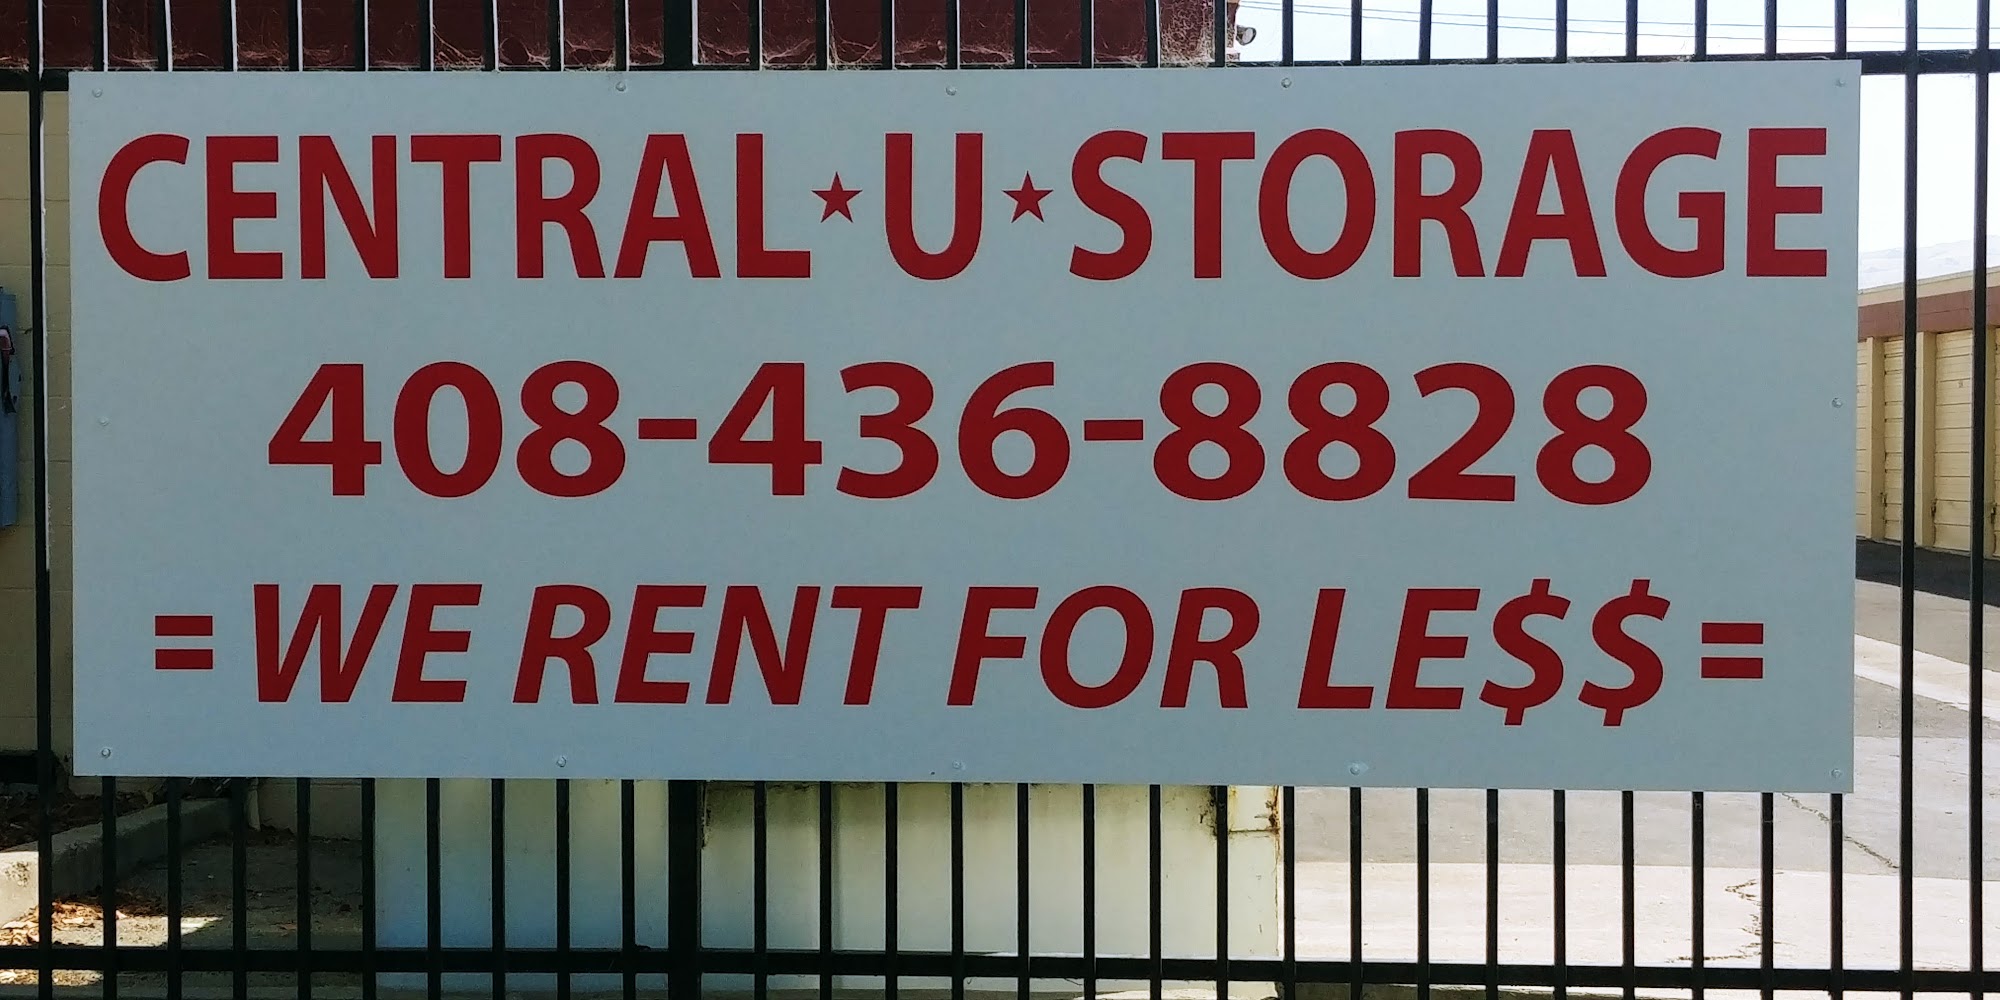 CENTRAL★U★STORAGE
408-436-8828
= WE RENT FOR LE$$ =